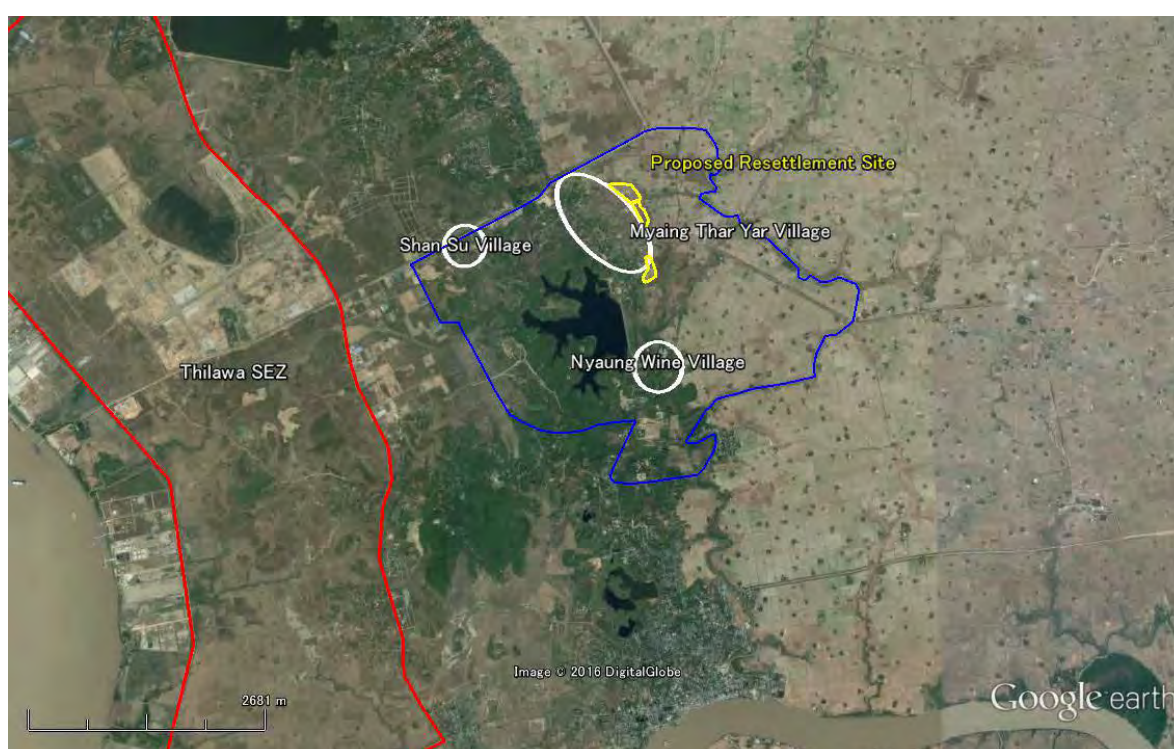 Proposed Resettlement Site
Myaing Thar Yar Village
Shan Su Village
Nyaung Wine Village
Thilawa SEZ
Image © 2016 DigitalGlobe
2681 m
Google earth